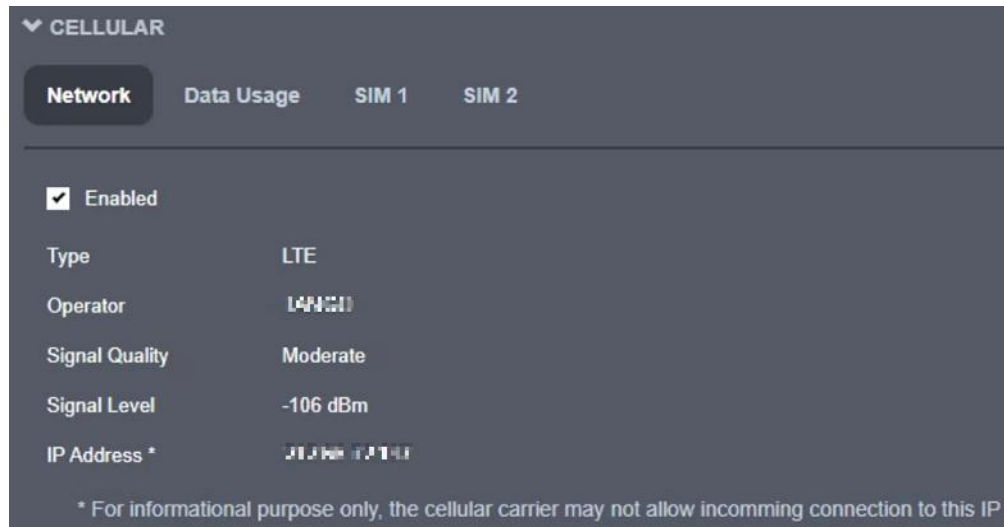 CELLULAR
Network Data Usage SIM 1 SIM 2
Enabled
Type LTE
Operator
Signal Quality Moderate
Signal Level -106 dBm
IP Address *
* For informational purpose only, the cellular carrier may not allow incomming connection to this IP